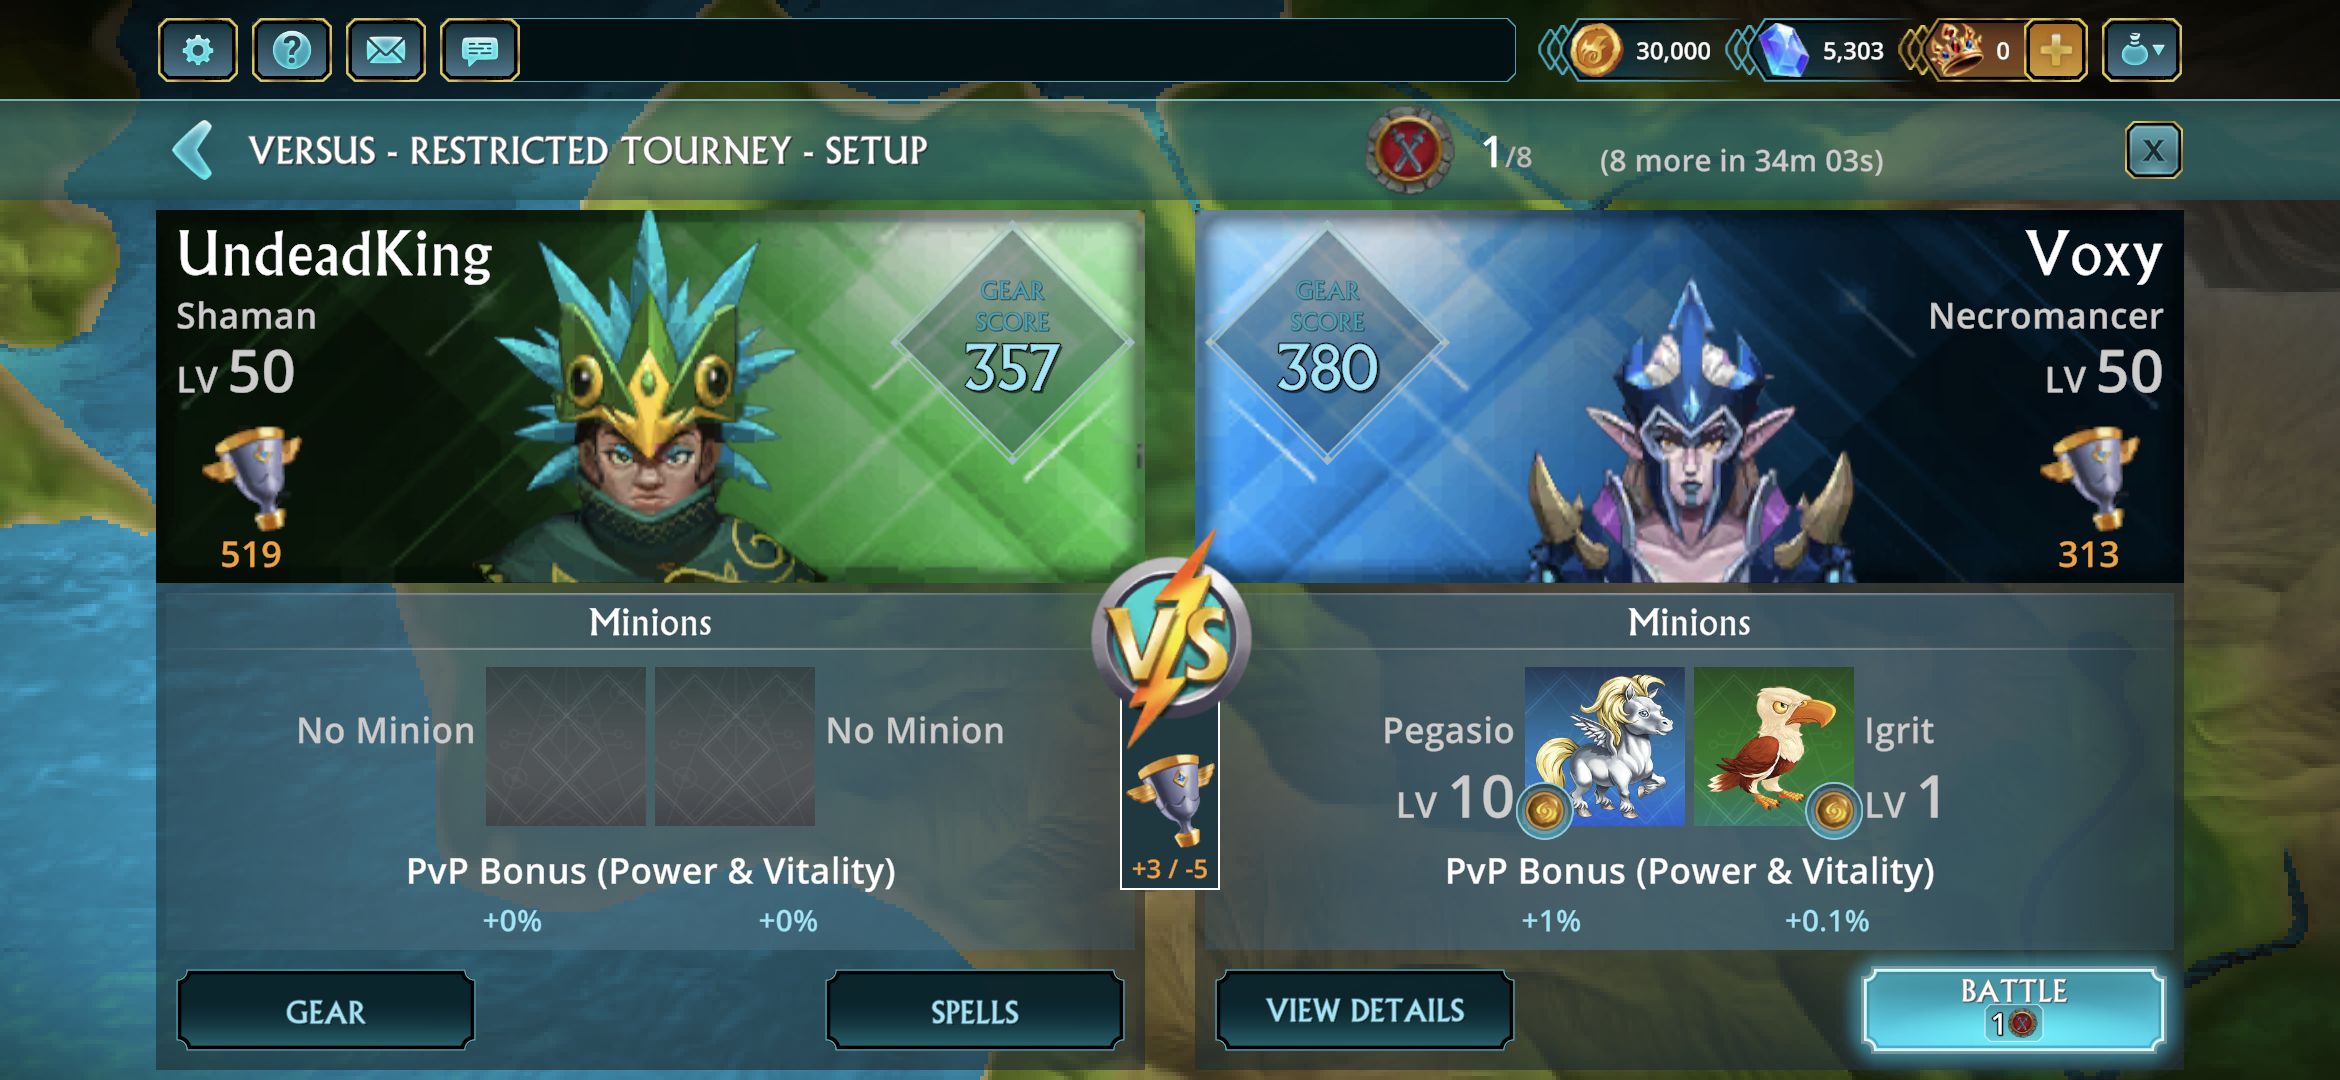 30,000
5,303
0
VERSUS - RESTRICTED TOURNEY - SETUP
1/8
(8 more in 34m 03s)
X
UndeadKing
Shaman
LV 50
519
GEAR
SCORE
357
GEAR
SCORE
380
Voxy
Necromancer
LV 50
313
VS
+3 / -5
Minions
No Minion
No Minion
PvP Bonus (Power & Vitality)
+0%
+0%
Minions
Pegasio
LV 10
Igrit
LV 1
PvP Bonus (Power & Vitality)
+1%
+0.1%
GEAR
SPELLS
VIEW DETAILS
BATTLE
1